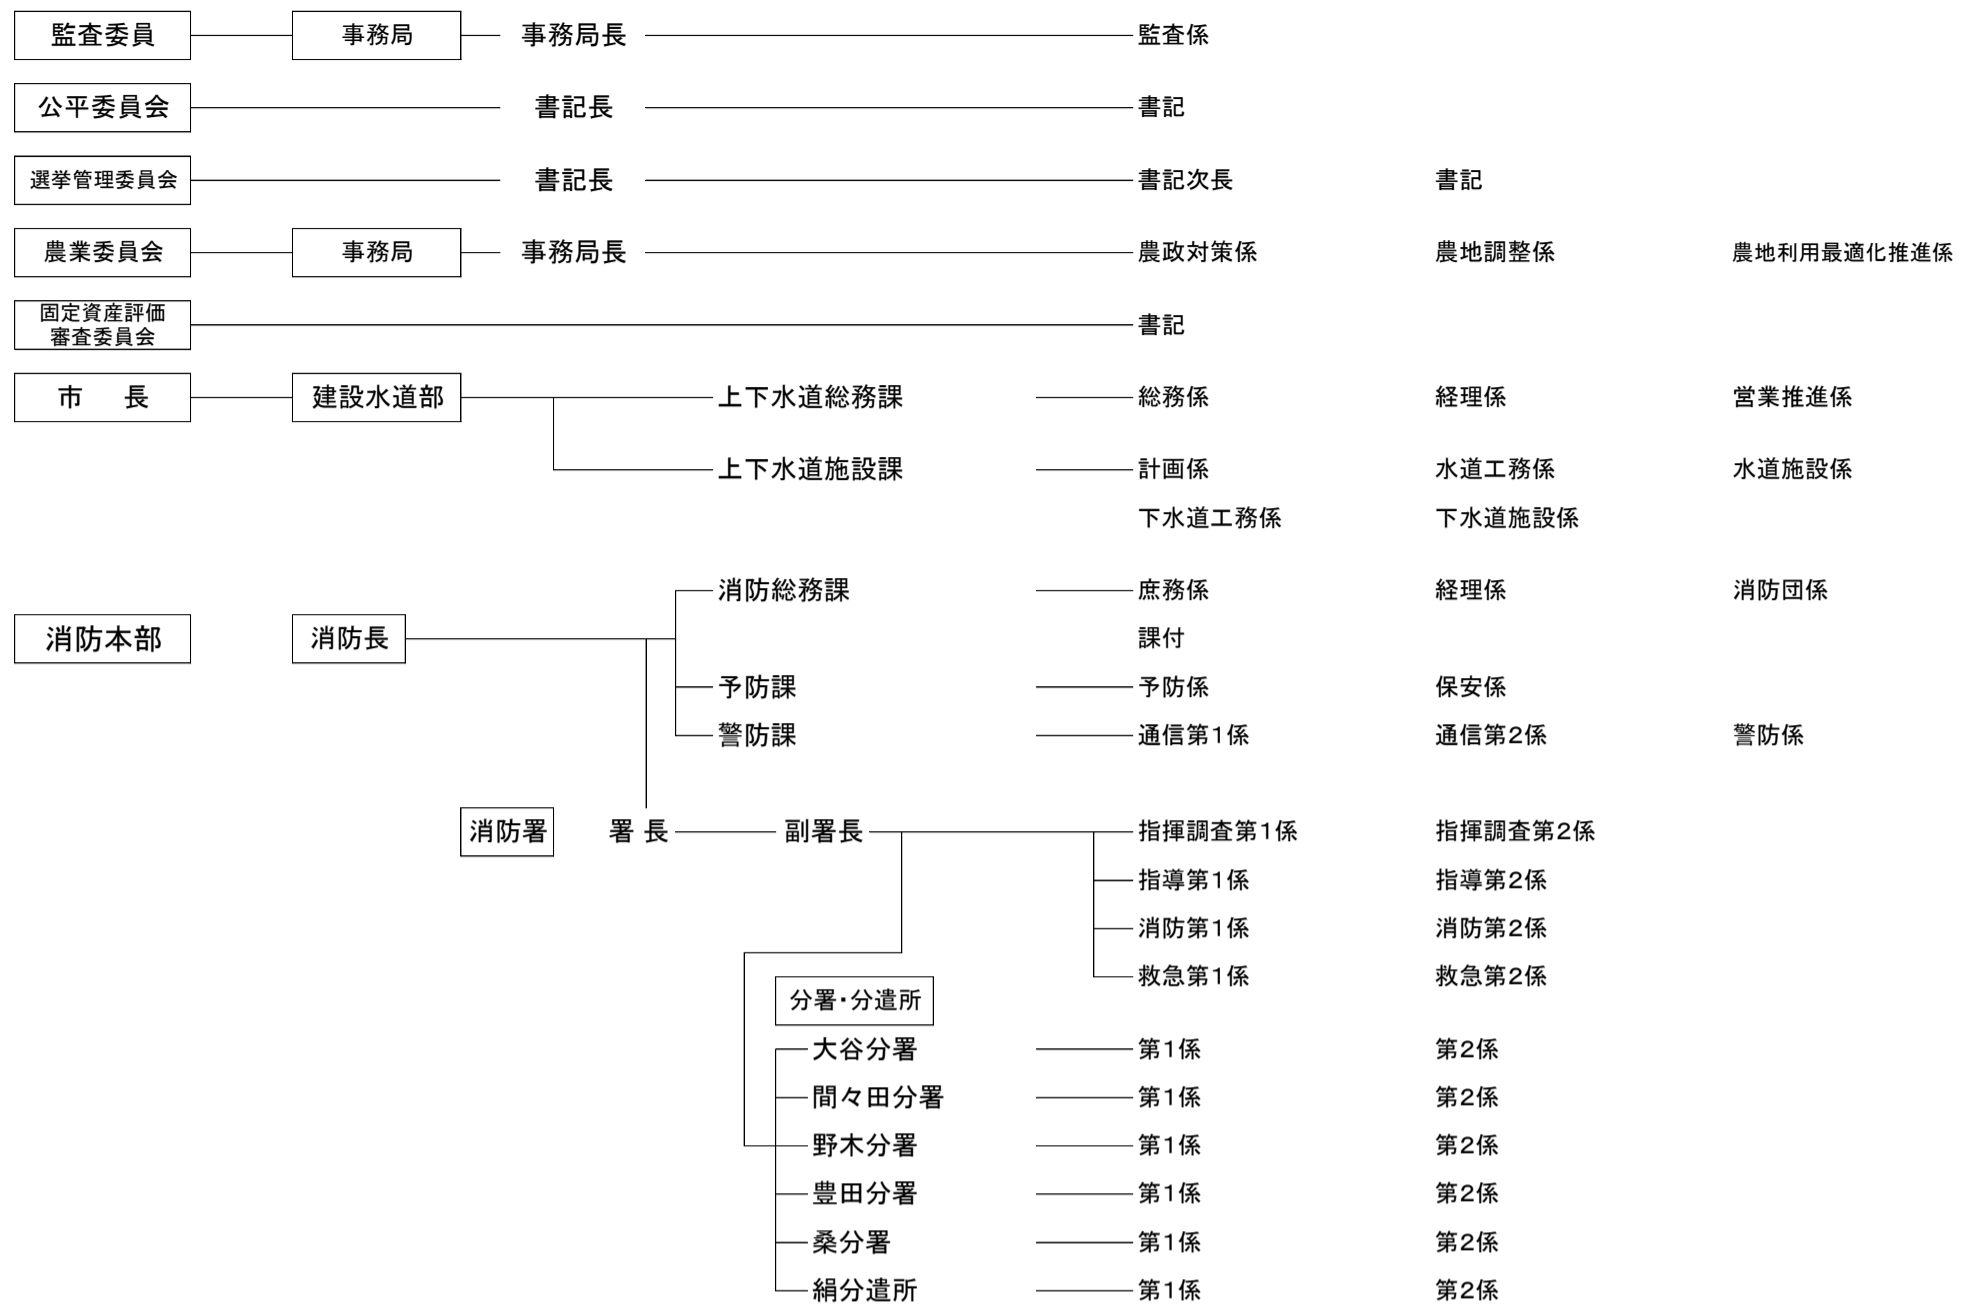 監査委員 事務局 事務局長 監査係
公平委員会 書記長 書記
選挙管理委員会 書記長 書記次長 書記
農業委員会 事務局 事務局長 農政対策係 農地調整係 農地利用最適化推進係
固定資産評価
審査委員会 書記
市 長 建設水道部 上下水道総務課 総務係 経理係 営業推進係
上下水道施設課 計画係 水道工務係 水道施設係
下水道工務係 下水道施設係
消防総務課 庶務係 経理係 消防団係
消防本部 消防長 課付
予防課 予防係 保安係
警防課 通信第1係 通信第2係 警防係
消防署 署 長 副署長 指揮調査第1係 指揮調査第2係
指導第1係 指導第2係
消防第1係 消防第2係
救急第1係 救急第2係
分署・分遣所
大谷分署 第1係 第2係
間々田分署 第1係 第2係
野木分署 第1係 第2係
豊田分署 第1係 第2係
桑分署 第1係 第2係
絹分遣所 第1係 第2係